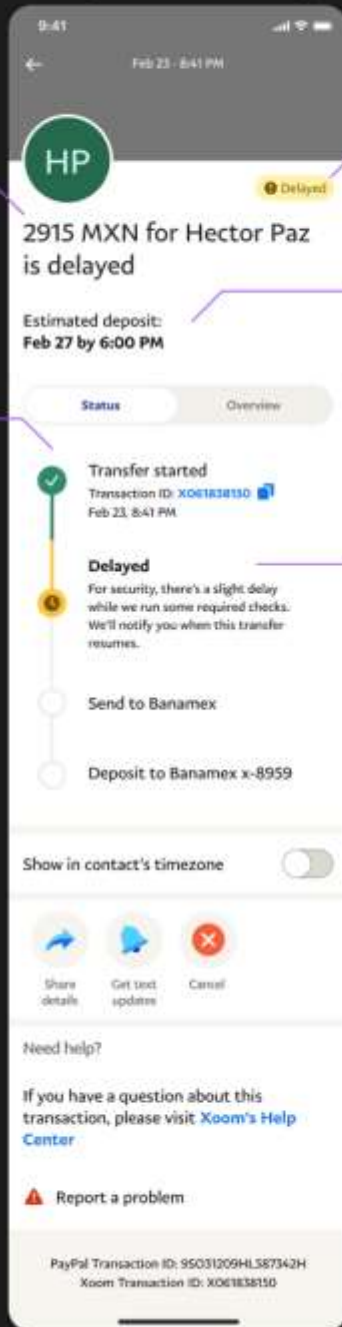 9:41
Feb 23 - 8:41 PM
HP
Delayed
2915 MXN for Hector Paz
is delayed
Estimated deposit:
Feb 27 by 6:00 PM
Status
Overview
Transfer started
Transaction ID: X061838150
Feb 23, 8:41 PM
Delayed
For security, there's a slight delay
while we run some required checks.
We'll notify you when this transfer
resumes.
Send to Banamex
Deposit to Banamex x-8959
Show in contact's timezone
Share
details
Get text
updates
Cancel
Need help?
If you have a question about this
transaction, please visit Xoom's Help
Center
Report a problem
PayPal Transaction ID: 95031209HL387342H
Xoom Transaction ID: X061838150